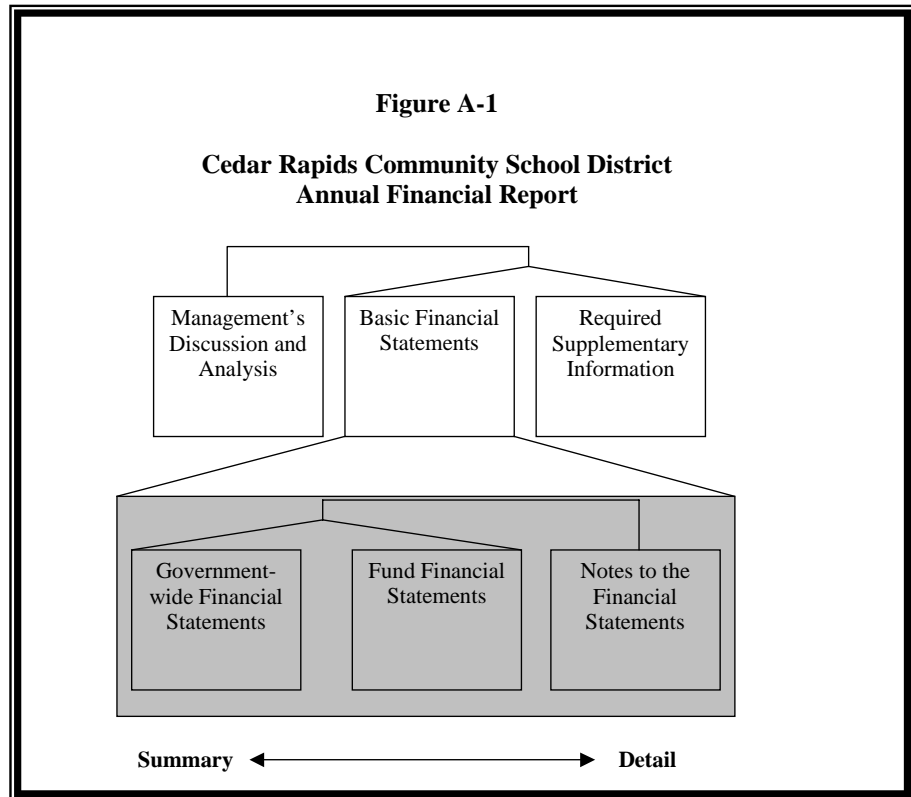 Figure A-1
Cedar Rapids Community School District
Annual Financial Report
Management’s
Discussion and
Analysis
Basic Financial
Statements
Required
Supplementary
Information
Government-
wide Financial
Statements
Fund Financial
Statements
Notes to the
Financial
Statements
Summary
Detail